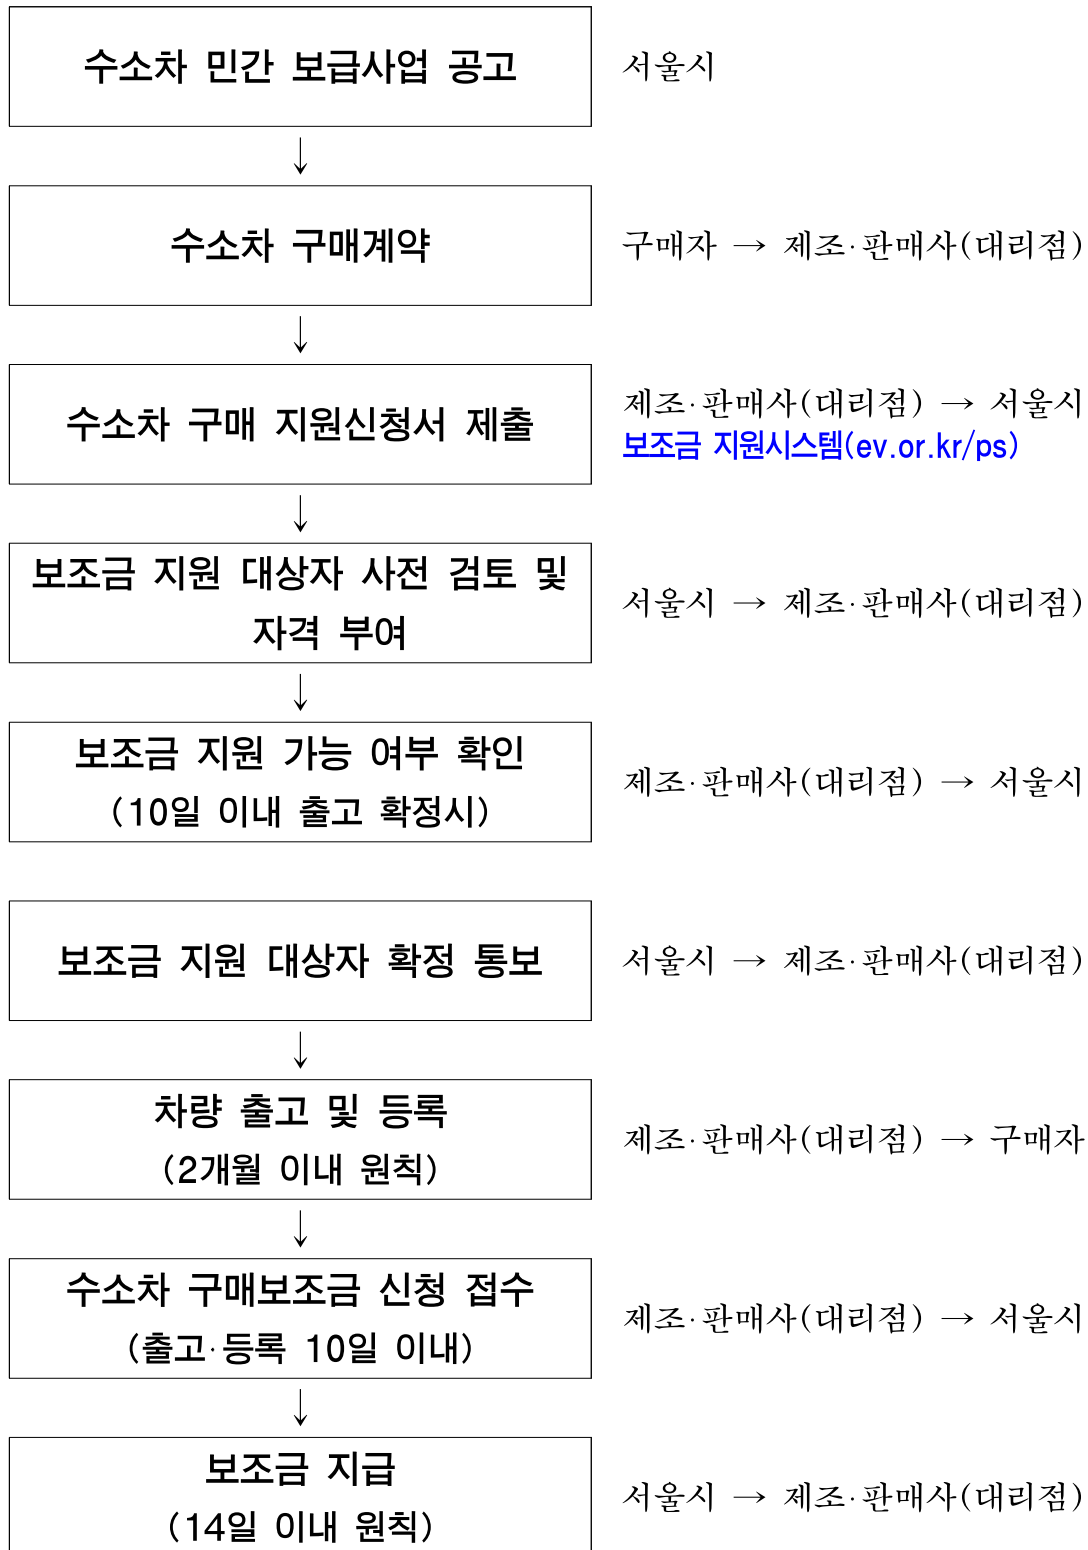 수소차 민간 보급사업 공고
서울시
↓
수소차 구매계약
구매자 → 제조·판매사(대리점)
↓
수소차 구매 지원신청서 제출
제조·판매사(대리점) → 서울시
보조금 지원시스템(ev.or.kr/ps)
↓
보조금 지원 대상자 사전 검토 및
자격 부여
서울시 → 제조·판매사(대리점)
↓
보조금 지원 가능 여부 확인
(10일 이내 출고 확정시)
제조·판매사(대리점) → 서울시
보조금 지원 대상자 확정 통보
서울시 → 제조·판매사(대리점)
↓
차량 출고 및 등록
(2개월 이내 원칙)
제조·판매사(대리점) → 구매자
↓
수소차 구매보조금 신청 접수
(출고·등록 10일 이내)
제조·판매사(대리점) → 서울시
↓
보조금 지급
(14일 이내 원칙)
서울시 → 제조·판매사(대리점)